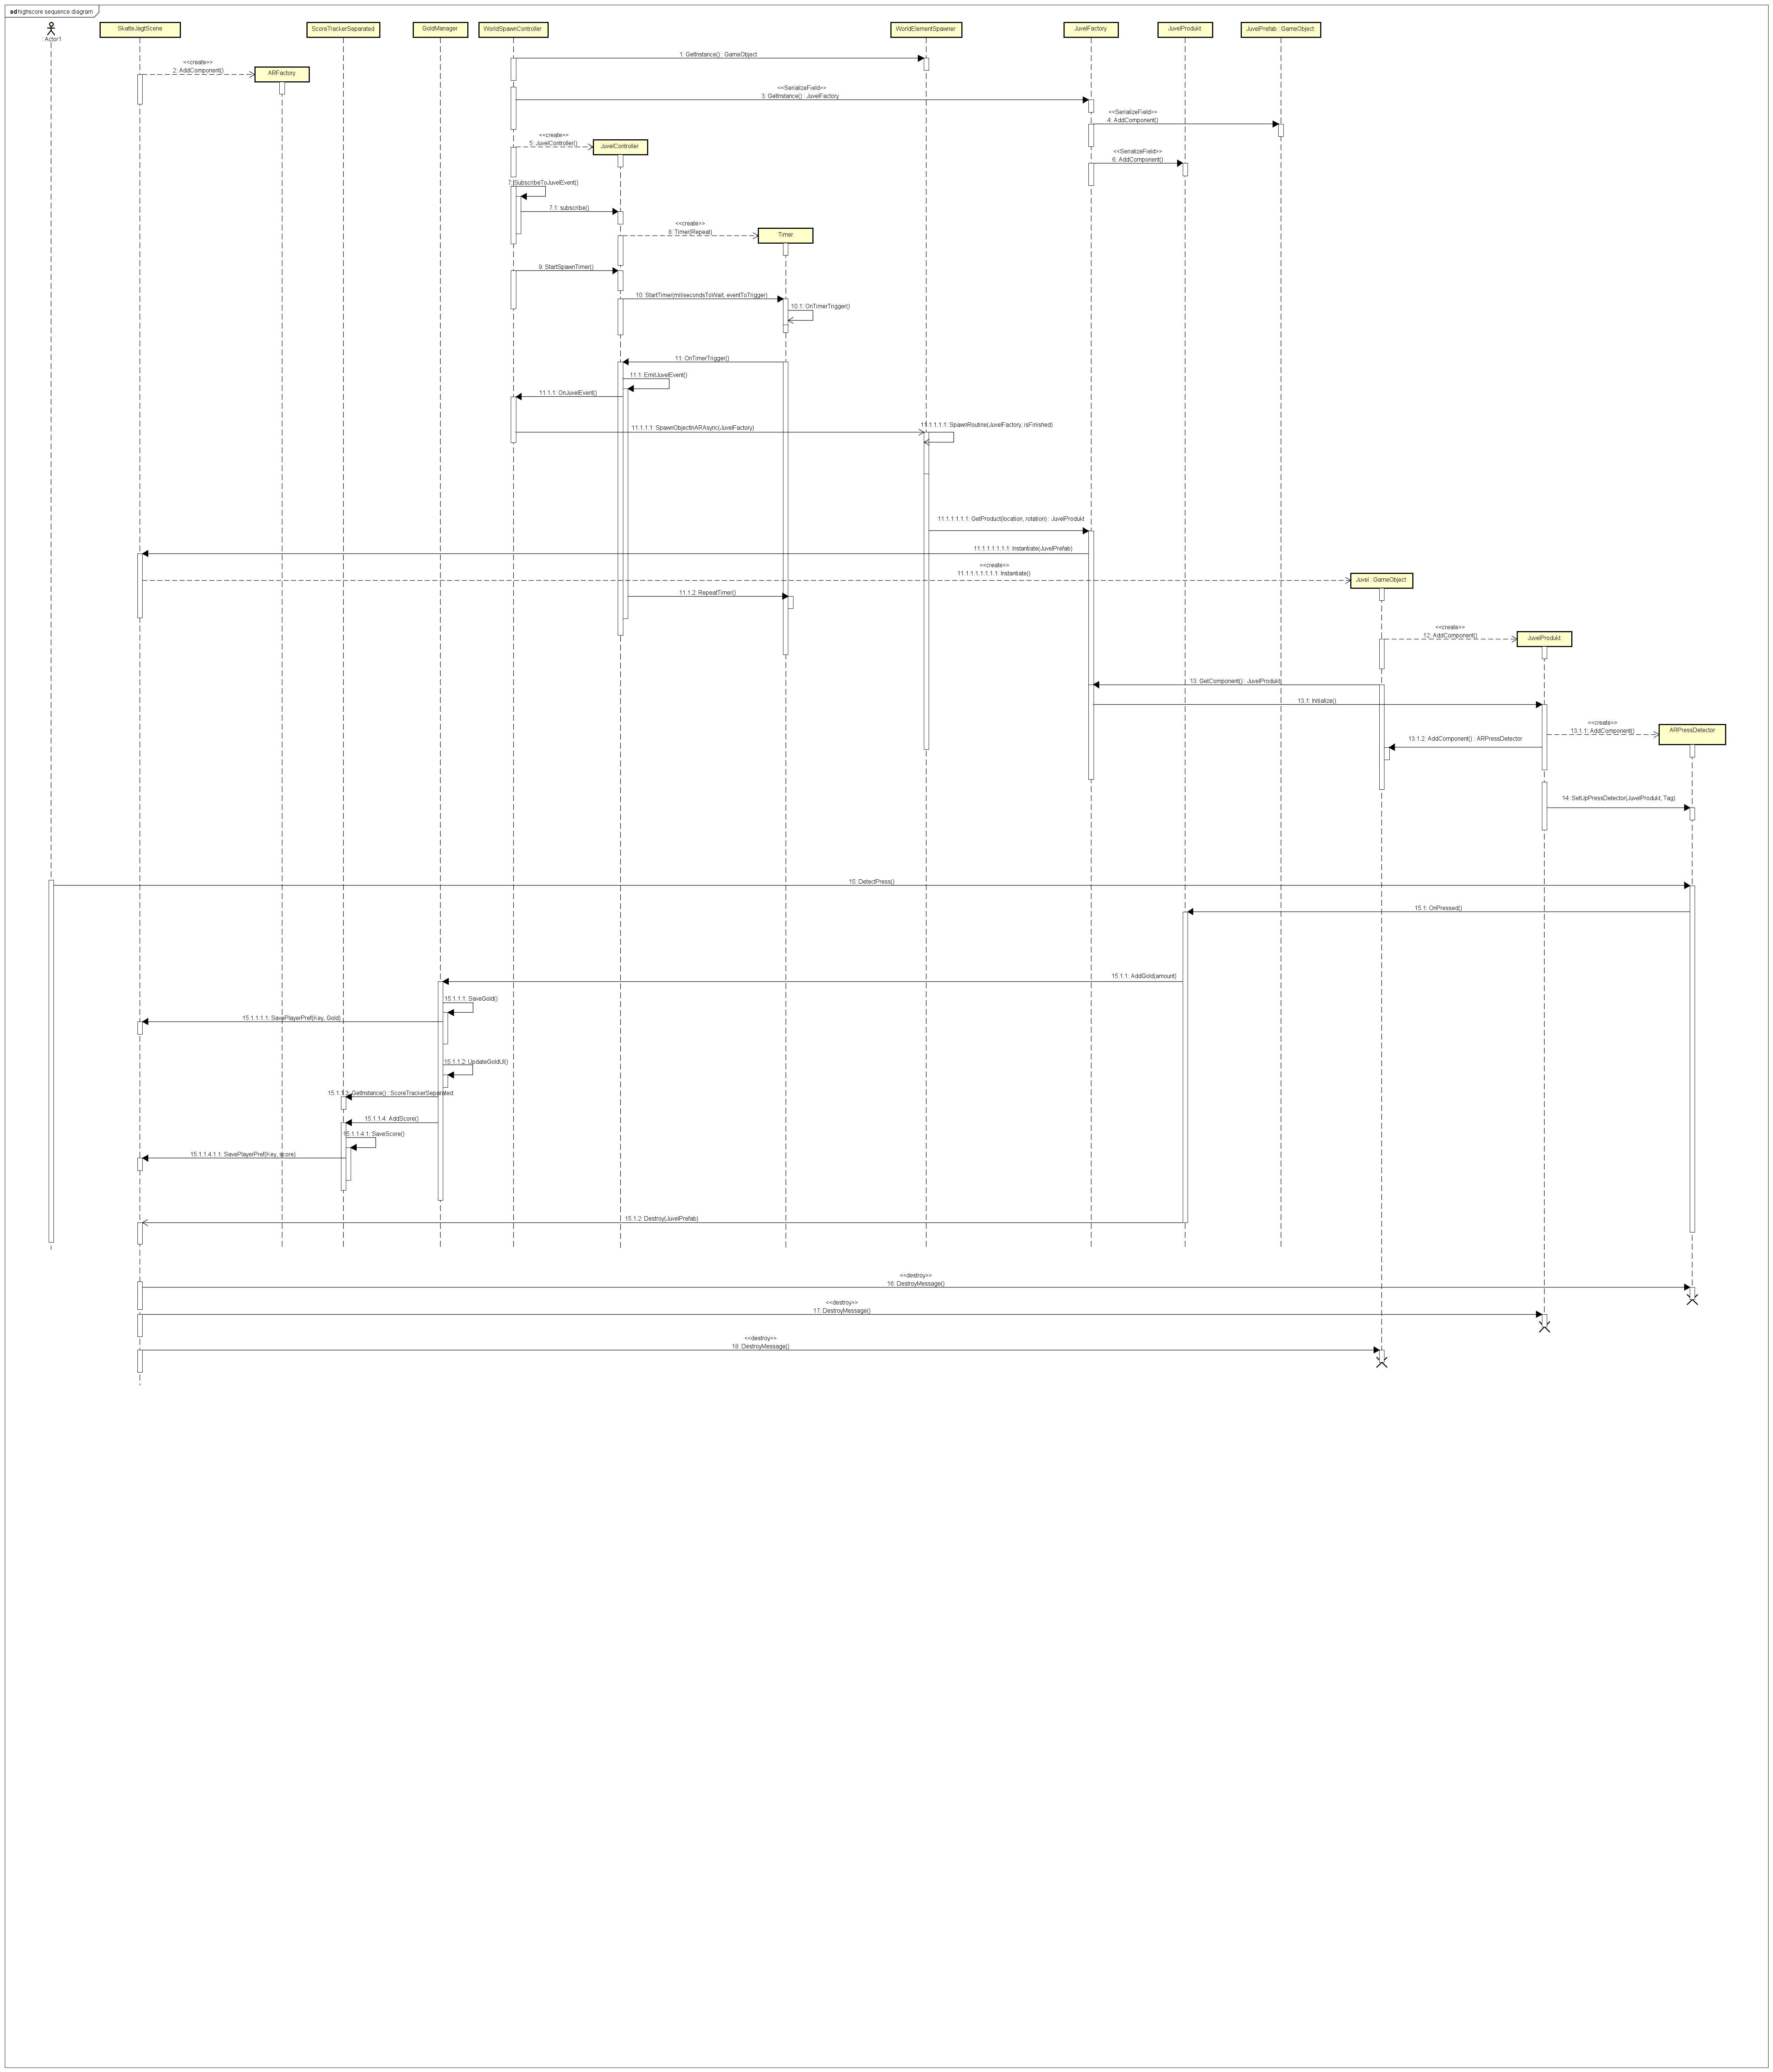 sd highscore sequence diagram
: Actor1
SkatteJagtScene
ScoreTrackerSeparated
GoldManager
WorldSpawnController
WorldElementSpawner
JuvelFactory
JuvelProdukt
JuvelPrefab : GameObject
1: GetInstance() : GameObject
<<create>>
2: AddComponent()
ARFactory
<<SerializeField>>
3: GetInstance() : JuvelFactory
<<SerializeField>>
4: AddComponent()
<<create>>
5: JuvelController()
JuvelController
<<SerializeField>>
6: AddComponent()
7: SubscribeToJuvelEvent()
7.1: subscribe()
<<create>>
8: Timer(Repeat)
Timer
9: StartSpawnTimer()
10: StartTimer(milisecondsToWait, eventToTrigger)
10.1: OnTimerTrigger()
11: OnTimerTrigger()
11.1: EmitJuvelEvent()
11.1.1: OnJuvelEvent()
11.1.1.1: SpawnObjectInARAsync(JuvelFactory)
11.1.1.1.1: SpawnRoutine(JuvelFactory, isFinished)
11.1.1.1.1.1: GetProduct(location, rotation) : JuvelProdukt
11.1.1.1.1.1.1: Instantiate(JuvelPrefab)
<<create>>
11.1.1.1.1.1.1.1: Instantiate()
Juvel : GameObject
11.1.2: RepeatTimer()
<<create>>
12: AddComponent()
JuvelProdukt
13: GetComponent() : JuvelProdukt
13.1: Initialize()
<<create>>
13.1.1: AddComponent()
ARPressDetector
13.1.2: AddComponent() : ARPressDetector
14: SetUpPressDetector(JuvelProdukt, Tag)
15: DetectPress()
15.1: OnPressed()
15.1.1: AddGold(amount)
15.1.1.1: SaveGold()
15.1.1.1.1: SavePlayerPref(Key, Gold)
15.1.1.2: UpdateGoldUI()
15.1.1.3: GetInstance() : ScoreTrackerSeparated
15.1.1.4: AddScore()
15.1.1.4.1: SaveScore()
15.1.1.4.1.1: SavePlayerPref(Key, score)
15.1.2: Destroy(JuvelPrefab)
<<destroy>>
16: DestroyMessage()
<<destroy>>
17: DestroyMessage()
<<destroy>>
18: DestroyMessage()